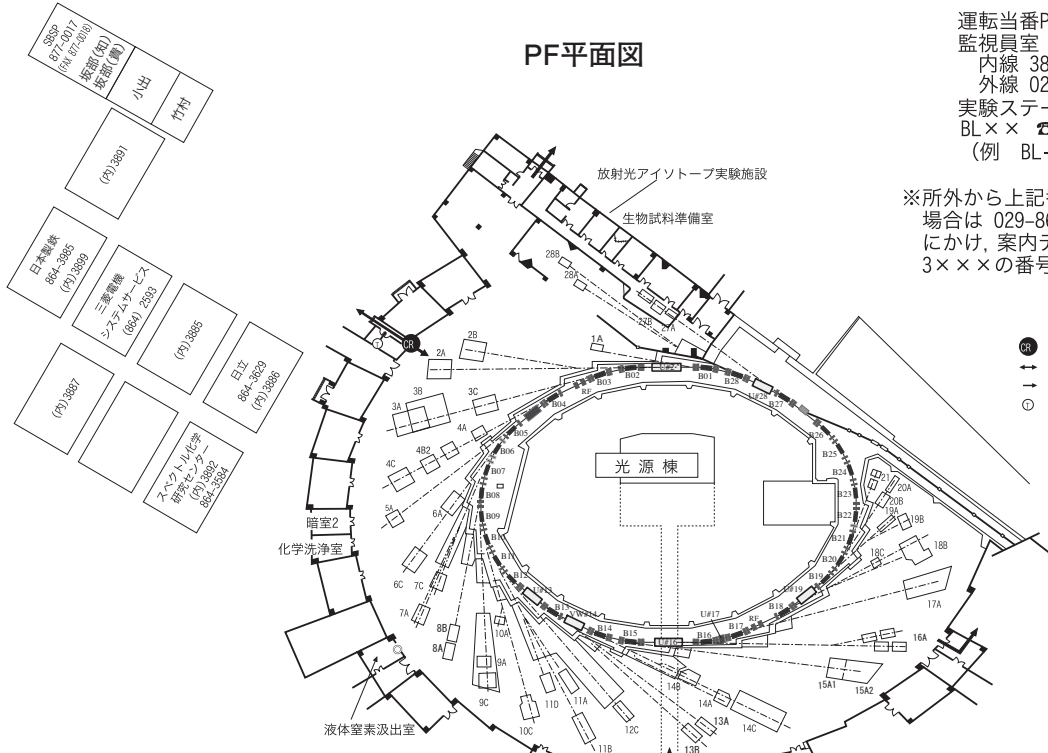 PF平面図
SBSP
877-0017
(FAX 877-0018)
坂部(知)
坂部(貴)
小出
竹村
(内)3891
日本製鉄
864-3985
(内)3899
三菱電機
システムサービス
(864) 2593
(内)3885
日立
864-3629
(内)3886
(内)3887
スペクトル化学
研究センター
(内)3892
864-3584
運転当番P
監視員室
内線 38
外線 02
実験ステー
BL××
(例 BL-
※所外から上記
場合は 029-86
にかけ, 案内テ
3×××の番号
CR
T
放射光アイソトープ実験施設
生物試料準備室
28B
28A
27B
27A
1A
2B
2A
CR
T
3B
3A
3C
4A
4B2
4C
5A
6A
6C
7C
7A
8B
8A
9A
9C
10A
10C
11D
11A
11B
12C
13A
13B
14A
14B
14C
15A1
15A2
16A
17A
18B
18C
19A
19B
20A
20B
21
B01
B02
B03
RF
B04
B05
B06
B07
B08
B09
B10
B11
B12
U#13
B13
VW#14
B14
B15
U#16
B16
U#17
B17
RF
B18
U#19
B19
B20
B21
B22
B23
B24
B25
B26
B27
U#28
B28
光源棟
暗室2
化学洗浄室
液体窒素汲出室